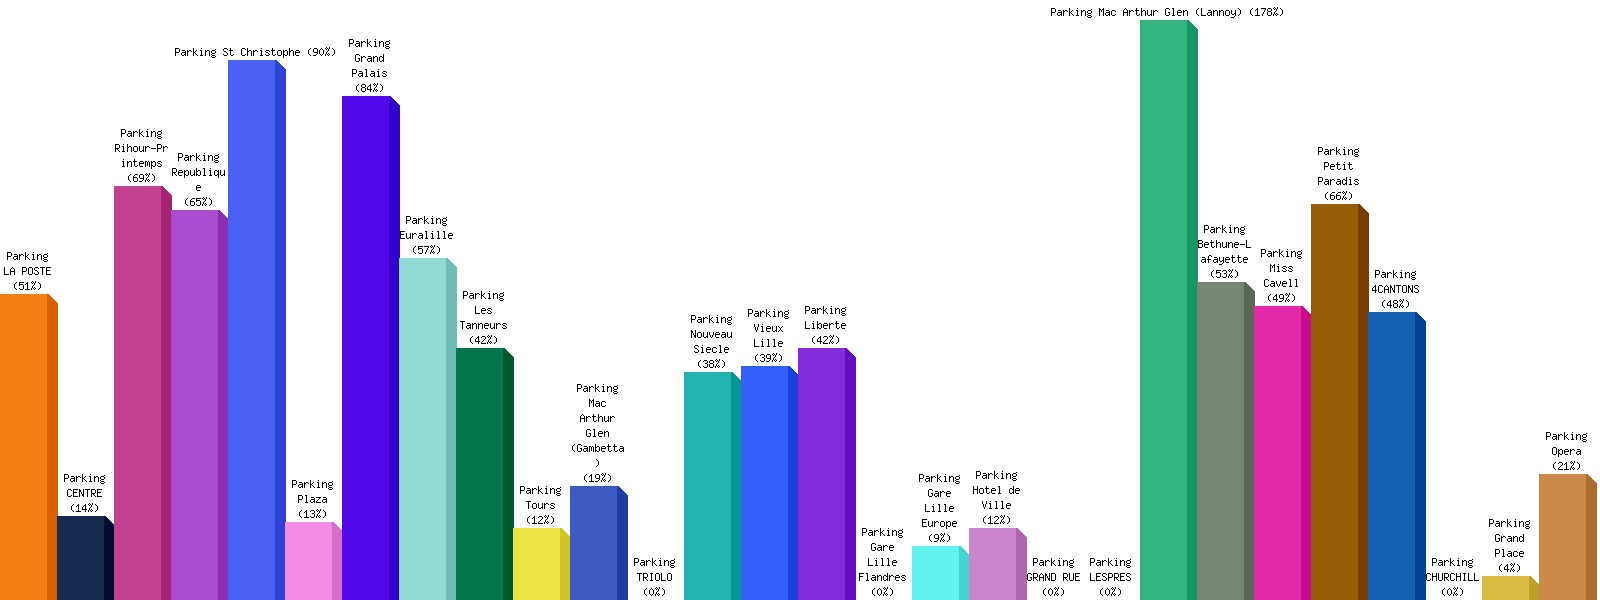 Parking
LA POSTE
(51%)
Parking
CENTRE
(14%)
Parking
Rihour-Pr
intemps
(69%)
Parking
Republiqu
e
(65%)
Parking St Christophe (90%)
Parking
Plaza
(13%)
Parking
Grand
Palais
(84%)
Parking
Euralille
(57%)
Parking
Les
Tanneurs
(42%)
Parking
Tours
(12%)
Parking
Mac
Arthur
Glen
(Gambetta
)
(19%)
Parking
TRIOLO
(0%)
Parking
Nouveau
Siecle
(38%)
Parking
Vieux
Lille
(39%)
Parking
Liberte
(42%)
Parking
Gare
Lille
Flandres
(0%)
Parking
Gare
Lille
Europe
(9%)
Parking
Hotel de
Ville
(12%)
Parking
GRAND RUE
(0%)
Parking
LESPRES
(0%)
Parking Mac Arthur Glen (Lannoy) (178%)
Parking
Bethune-L
afayette
(53%)
Parking
Miss
Cavell
(49%)
Parking
Petit
Paradis
(66%)
Parking
4CANTONS
(48%)
Parking
CHURCHILL
(0%)
Parking
Grand
Place
(4%)
Parking
Opera
(21%)